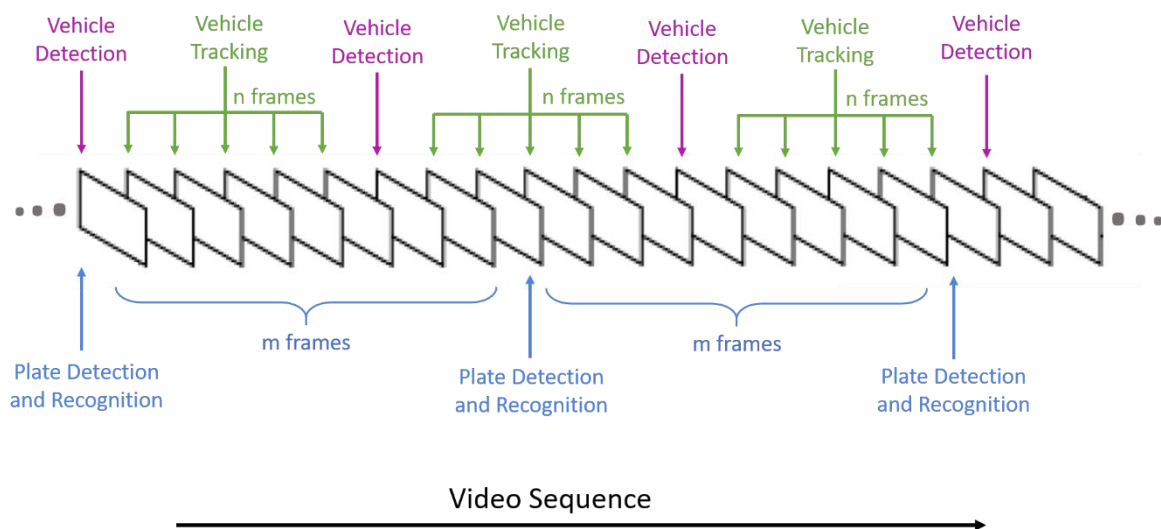 Vehicle
Detection
Vehicle
Tracking
n frames
Vehicle
Detection
Vehicle
Tracking
n frames
Vehicle
Detection
Vehicle
Tracking
n frames
Vehicle
Detection
m frames
m frames
Plate Detection
and Recognition
Plate Detection
and Recognition
Plate Detection
and Recognition
Video Sequence